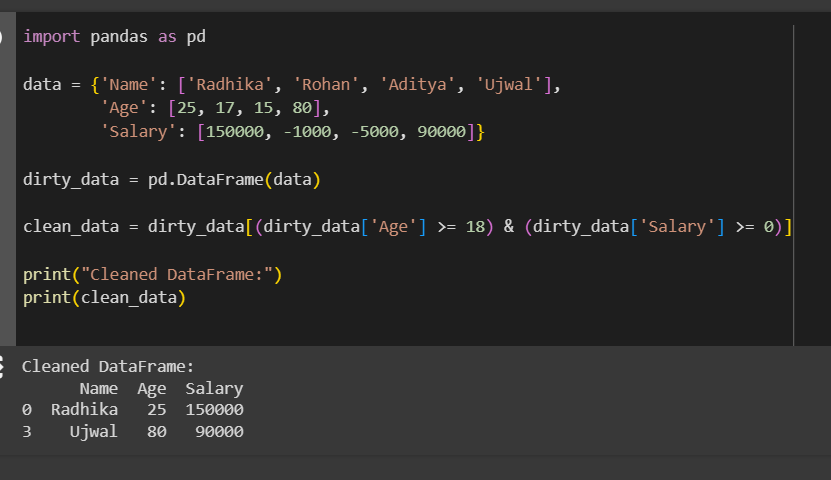 import pandas as pd
data = {'Name': ['Radhika', 'Rohan', 'Aditya', 'Ujwal'],
        'Age': [25, 17, 15, 80],
        'Salary': [150000, -1000, -5000, 90000]}
dirty_data = pd.DataFrame(data)
clean_data = dirty_data[(dirty_data['Age'] >= 18) & (dirty_data['Salary'] >= 0)]
print("Cleaned DataFrame:")
print(clean_data)
Cleaned DataFrame:
      Name  Age  Salary
0  Radhika   25  150000
3    Ujwal   80   90000